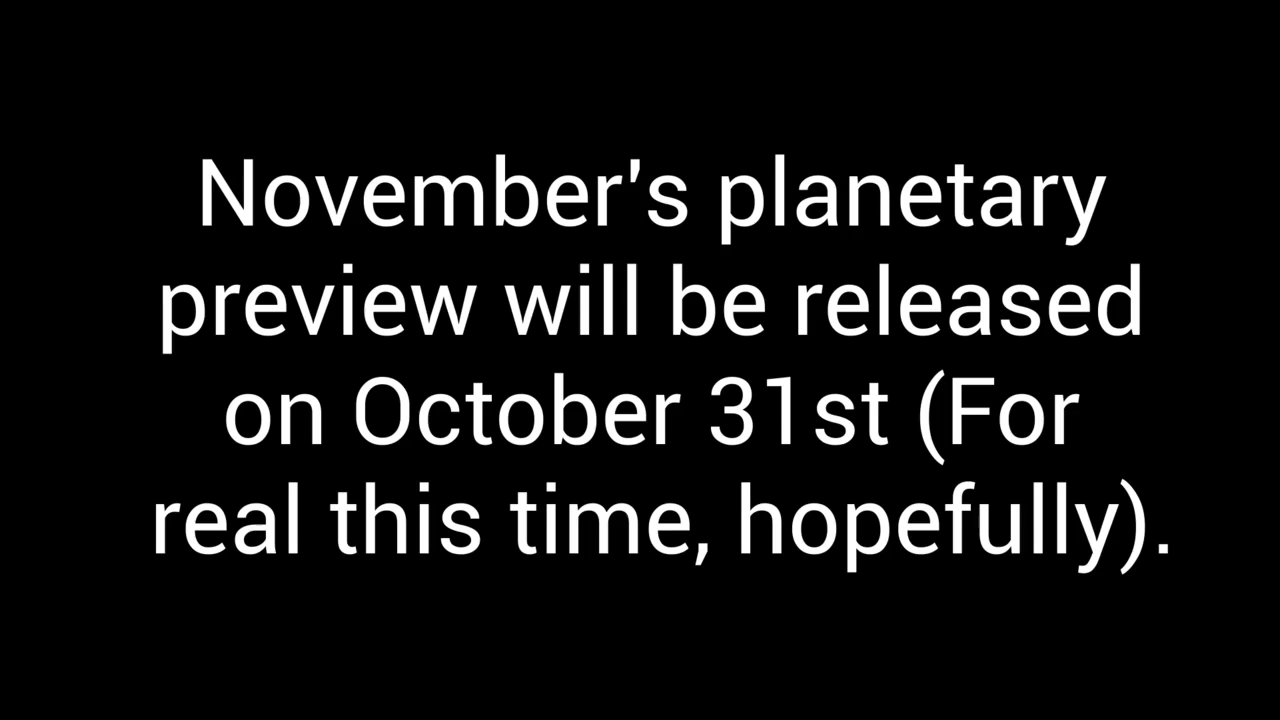 November's planetary
preview will be released
on October 31st (For
real this time, hopefully).